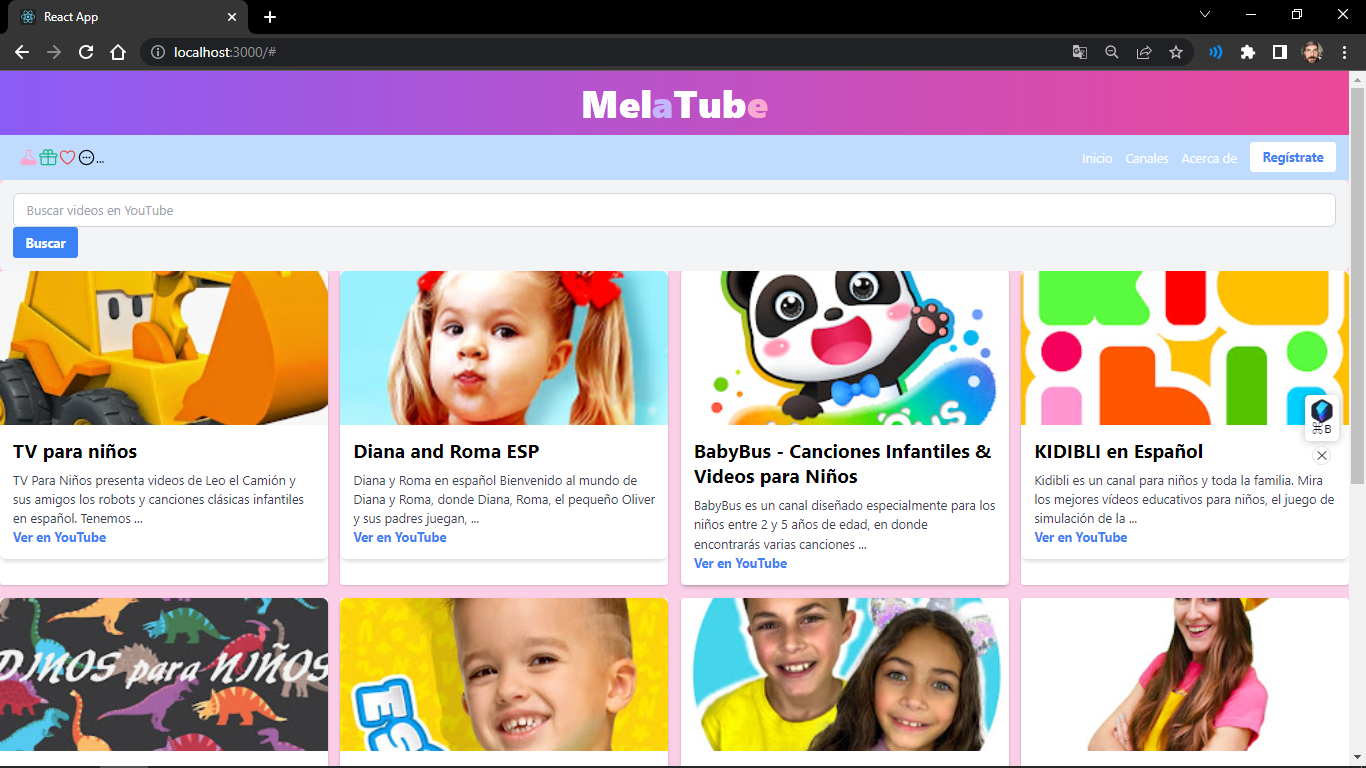 React App
localhost:3000/#
MelaTube
...
Inicio Canales Acerca de Regístrate
Buscar videos en YouTube
Buscar
TV para niños
TV Para Niños presenta videos de Leo el Camión y
sus amigos los robots y canciones clásicas infantiles
en español. Tenemos ...
Ver en YouTube
Diana and Roma ESP
Diana y Roma en español Bienvenido al mundo de
Diana y Roma, donde Diana, Roma, el pequeño Oliver
y sus padres juegan, ...
Ver en YouTube
BabyBus - Canciones Infantiles &
Videos para Niños
BabyBus es un canal diseñado especialmente para los
niños entre 2 y 5 años de edad, en donde
encontrarás varias canciones ...
Ver en YouTube
KIDIBLI en Español
Kidibli es un canal para niños y toda la familia. Mira
los mejores vídeos educativos para niños, el juego de
simulación de la ...
Ver en YouTube
⌘B
DINOS para NIÑOS